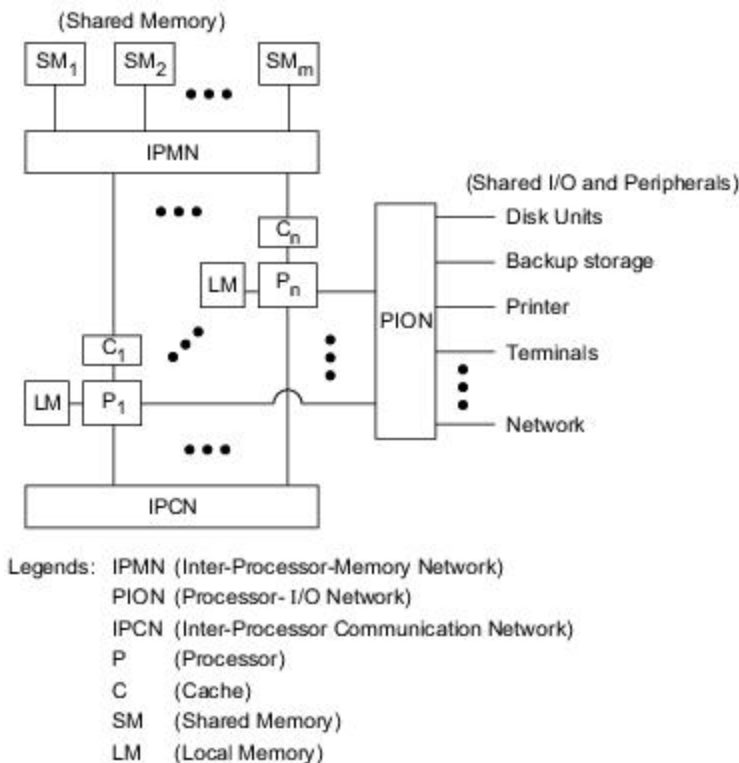 (Shared Memory)
SM1 SM2 SMm
IPMN
(Shared I/O and Peripherals)
Disk Units
Cn
Backup storage
LM Pn
Printer
PION
C1
Terminals
LM P1
Network
IPCN
Legends: IPMN (Inter-Processor-Memory Network)
PION (Processor- I/O Network)
IPCN (Inter-Processor Communication Network)
P (Processor)
C (Cache)
SM (Shared Memory)
LM (Local Memory)